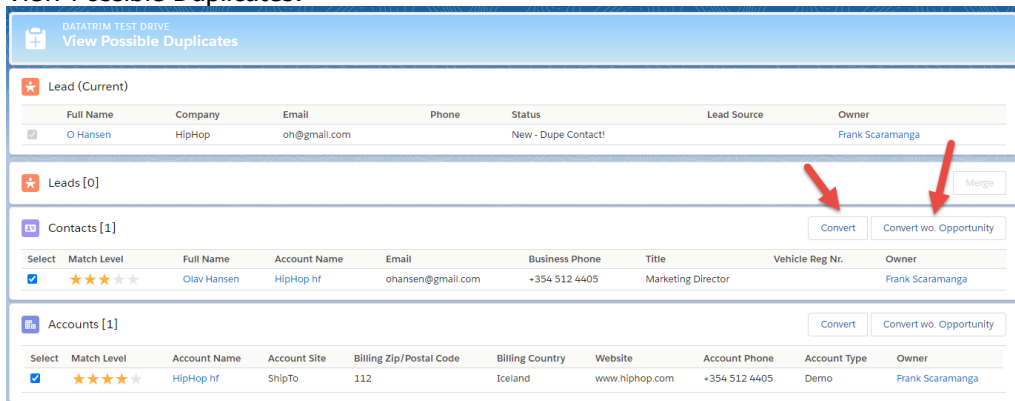 View Possible Duplicates:
DATATRIM TEST DRIVE
View Possible Duplicates
Lead (Current)
Full Name Company Email Phone Status Lead Source Owner
O Hansen HipHop oh@gmail.com New - Dupe Contact! Frank Scaramanga
Leads [0] Merge
Contacts [1] Convert Convert wo. Opportunity
Select Match Level Full Name Account Name Email Business Phone Title Vehicle Reg Nr. Owner
Olav Hansen HipHop hf ohansen@gmail.com +354 512 4405 Marketing Director Frank Scaramanga
Accounts [1] Convert Convert wo. Opportunity
Select Match Level Account Name Account Site Billing Zip/Postal Code Billing Country Website Account Phone Account Type Owner
HipHop hf ShipTo 112 Iceland www.hiphop.com +354 512 4405 Demo Frank Scaramanga